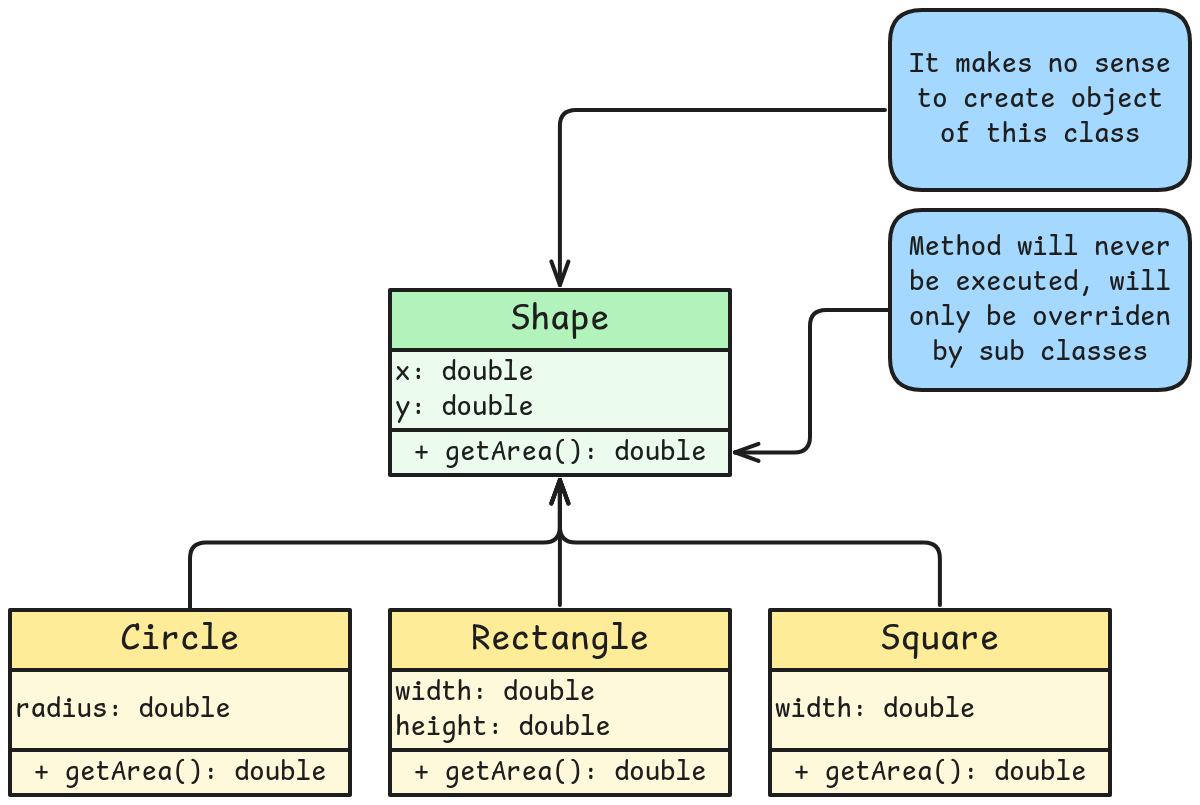 It makes no sense
to create object
of this class
Method will never
be executed, will
only be overriden
by sub classes
Shape
x: double
y: double
+ getArea(): double
Circle
radius: double
+ getArea(): double
Rectangle
width: double
height: double
+ getArea(): double
Square
width: double
+ getArea(): double